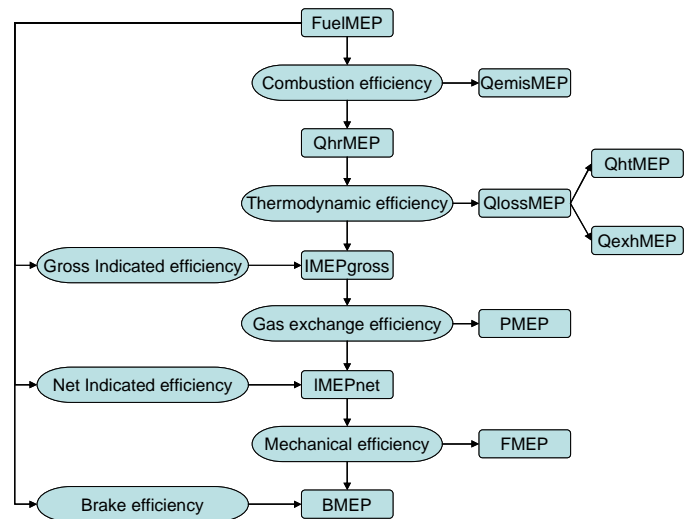 FuelMEP
Combustion efficiency
QemisMEP
QhrMEP
QhtMEP
Thermodynamic efficiency
QlossMEP
QexhMEP
Gross Indicated efficiency
IMEPgross
Gas exchange efficiency
PMEP
Net Indicated efficiency
IMEPnet
Mechanical efficiency
FMEP
Brake efficiency
BMEP